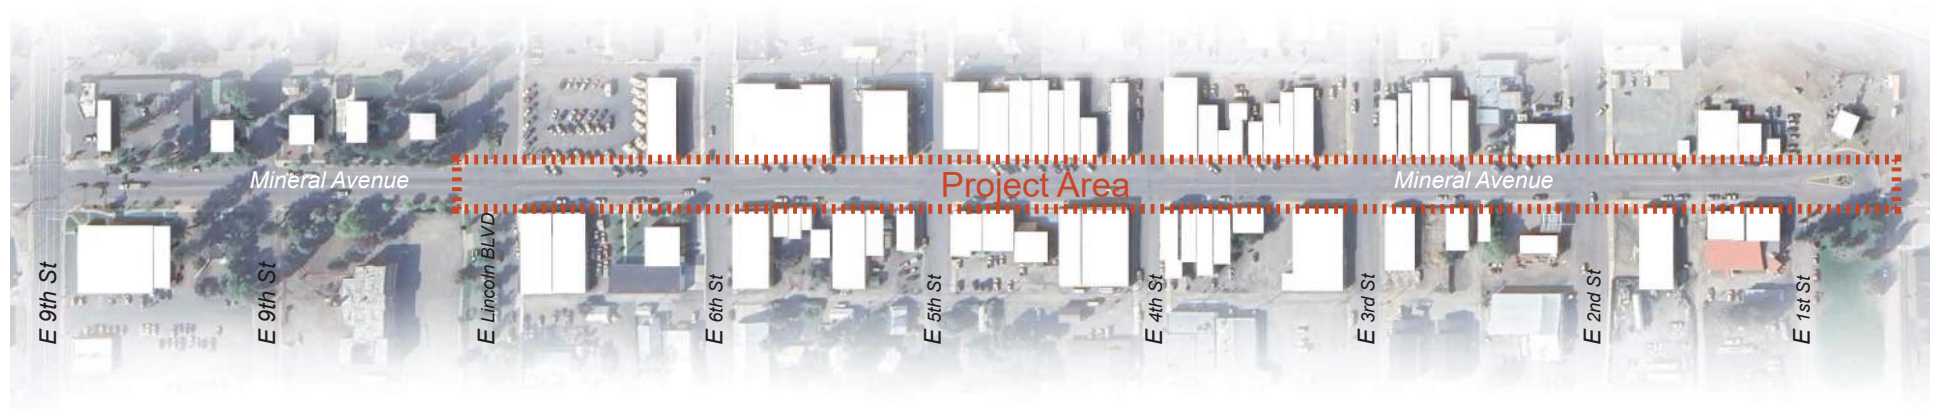 Mineral Avenue
Project Area
Mineral Avenue
E 9th St
E 9th St
E Lincoln BLVD
E 6th St
E 5th St
E 4th St
E 3rd St
E 2nd St
E 1st St